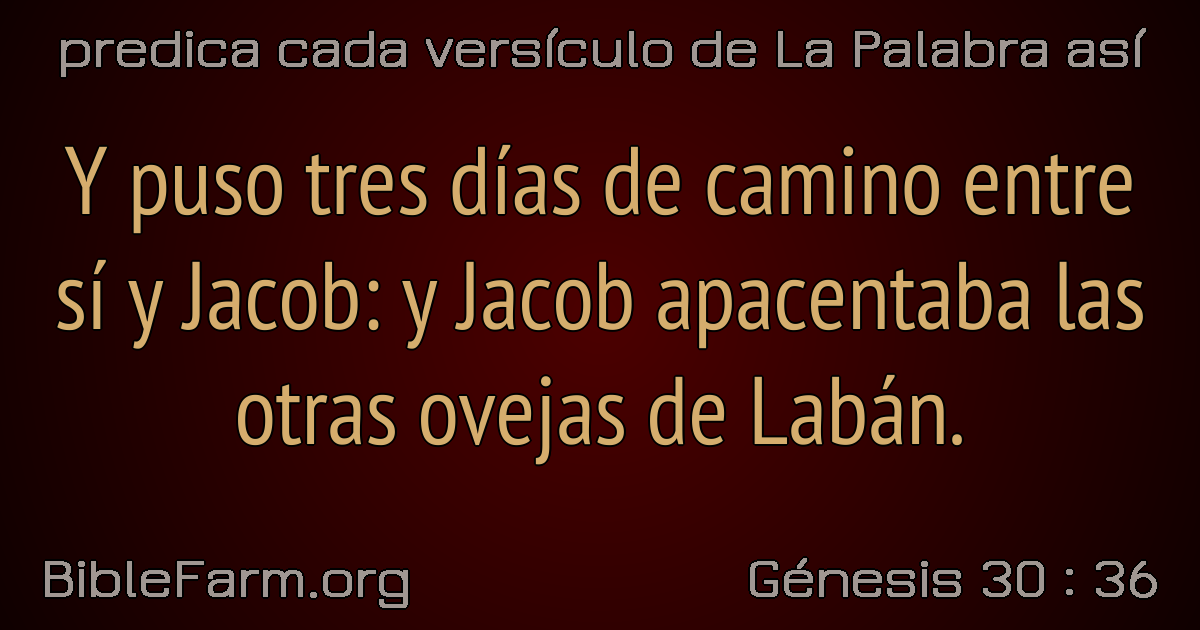 predica cada versículo de La Palabra así
Y puso tres días de camino entre
sí y Jacob: y Jacob apacentaba las
otras ovejas de Labán.
BibleFarm.org
Génesis 30 : 36